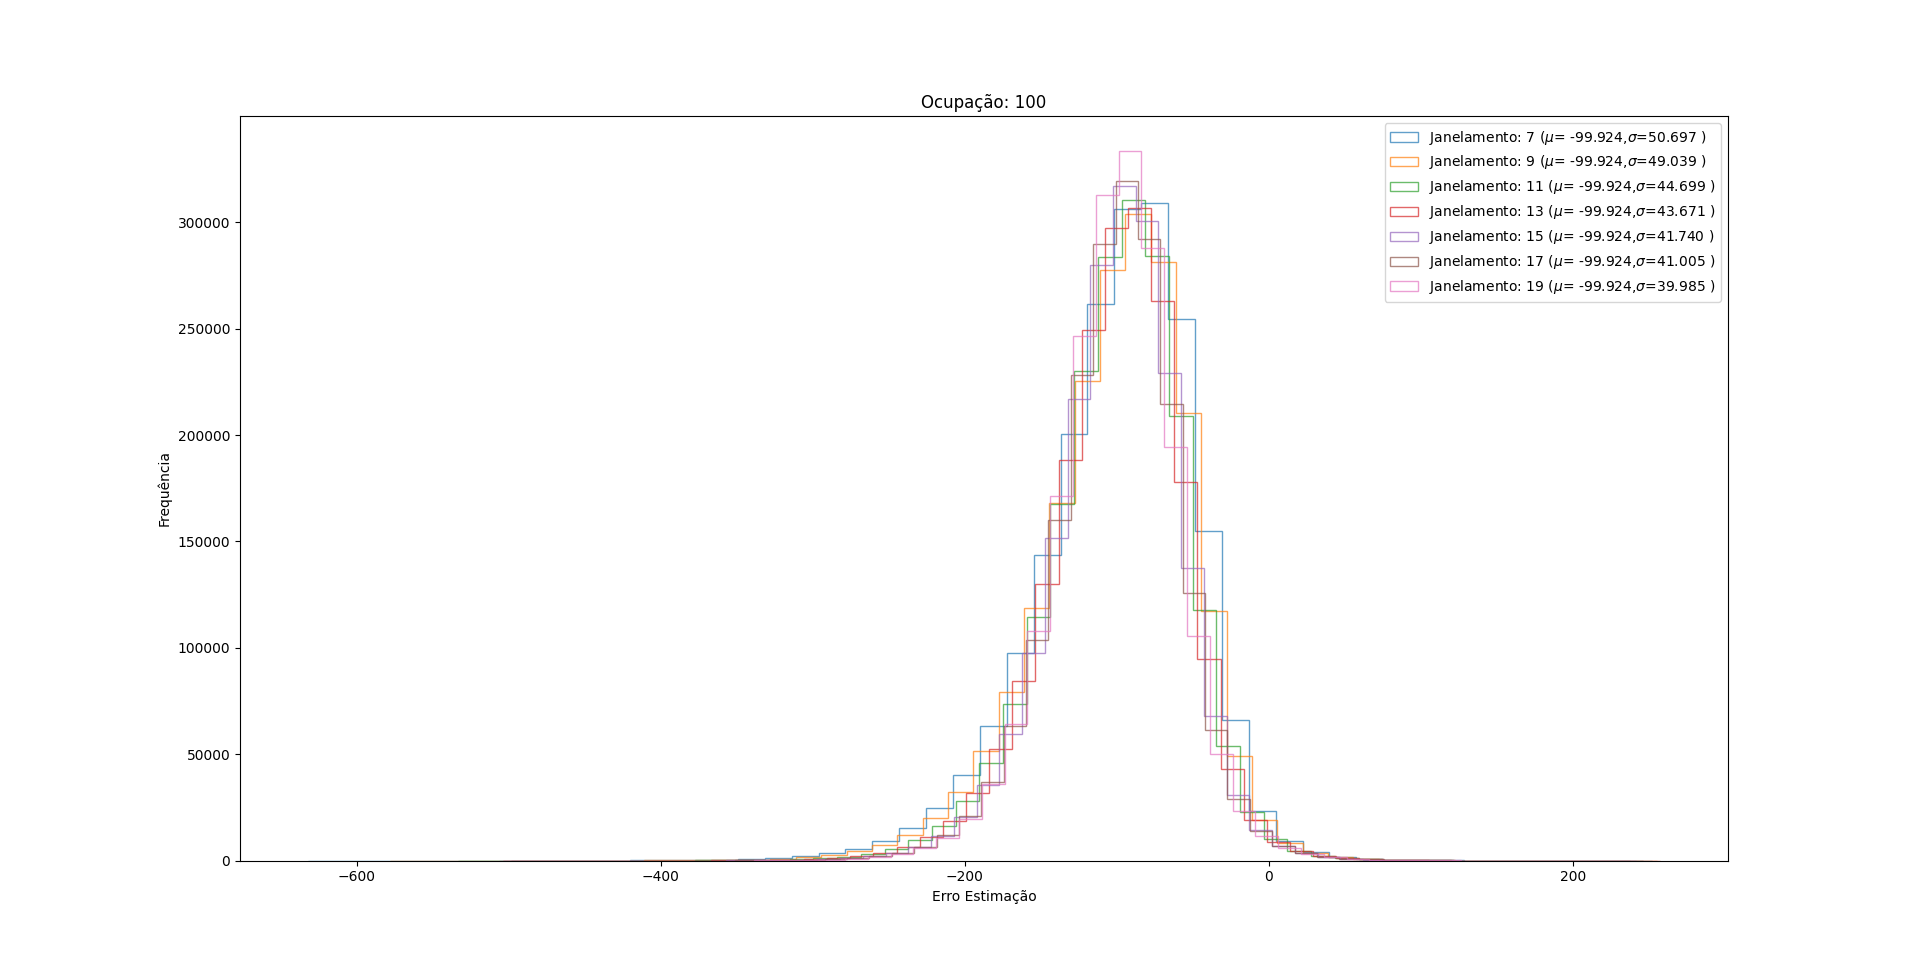 Ocupação: 100
Janelamento: 7 (μ= -99.924,σ=50.697 )
Janelamento: 9 (μ= -99.924,σ=49.039 )
Janelamento: 11 (μ= -99.924,σ=44.699 )
Janelamento: 13 (μ= -99.924,σ=43.671 )
Janelamento: 15 (μ= -99.924,σ=41.740 )
Janelamento: 17 (μ= -99.924,σ=41.005 )
Janelamento: 19 (μ= -99.924,σ=39.985 )
300000
250000
200000
150000
100000
50000
0
Frequência
−600
−400
−200
0
200
Erro Estimação